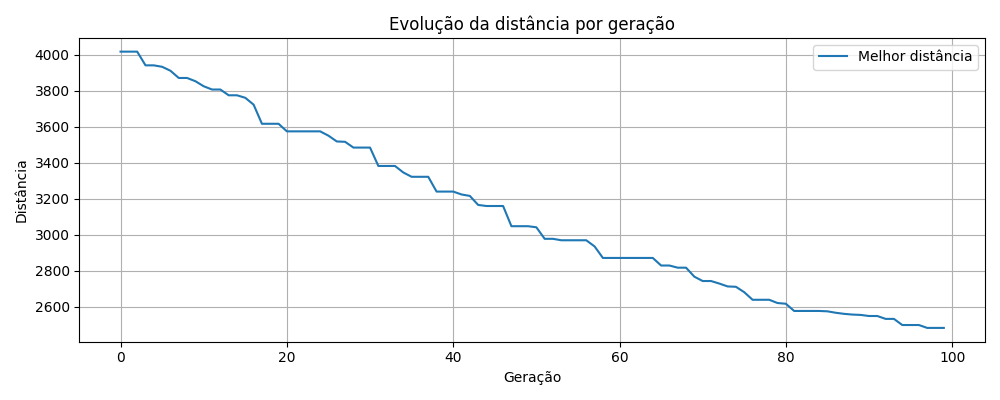 Evolução da distância por geração
Melhor distância
Distância
4000
3800
3600
3400
3200
3000
2800
2600
0 20 40 60 80 100
Geração